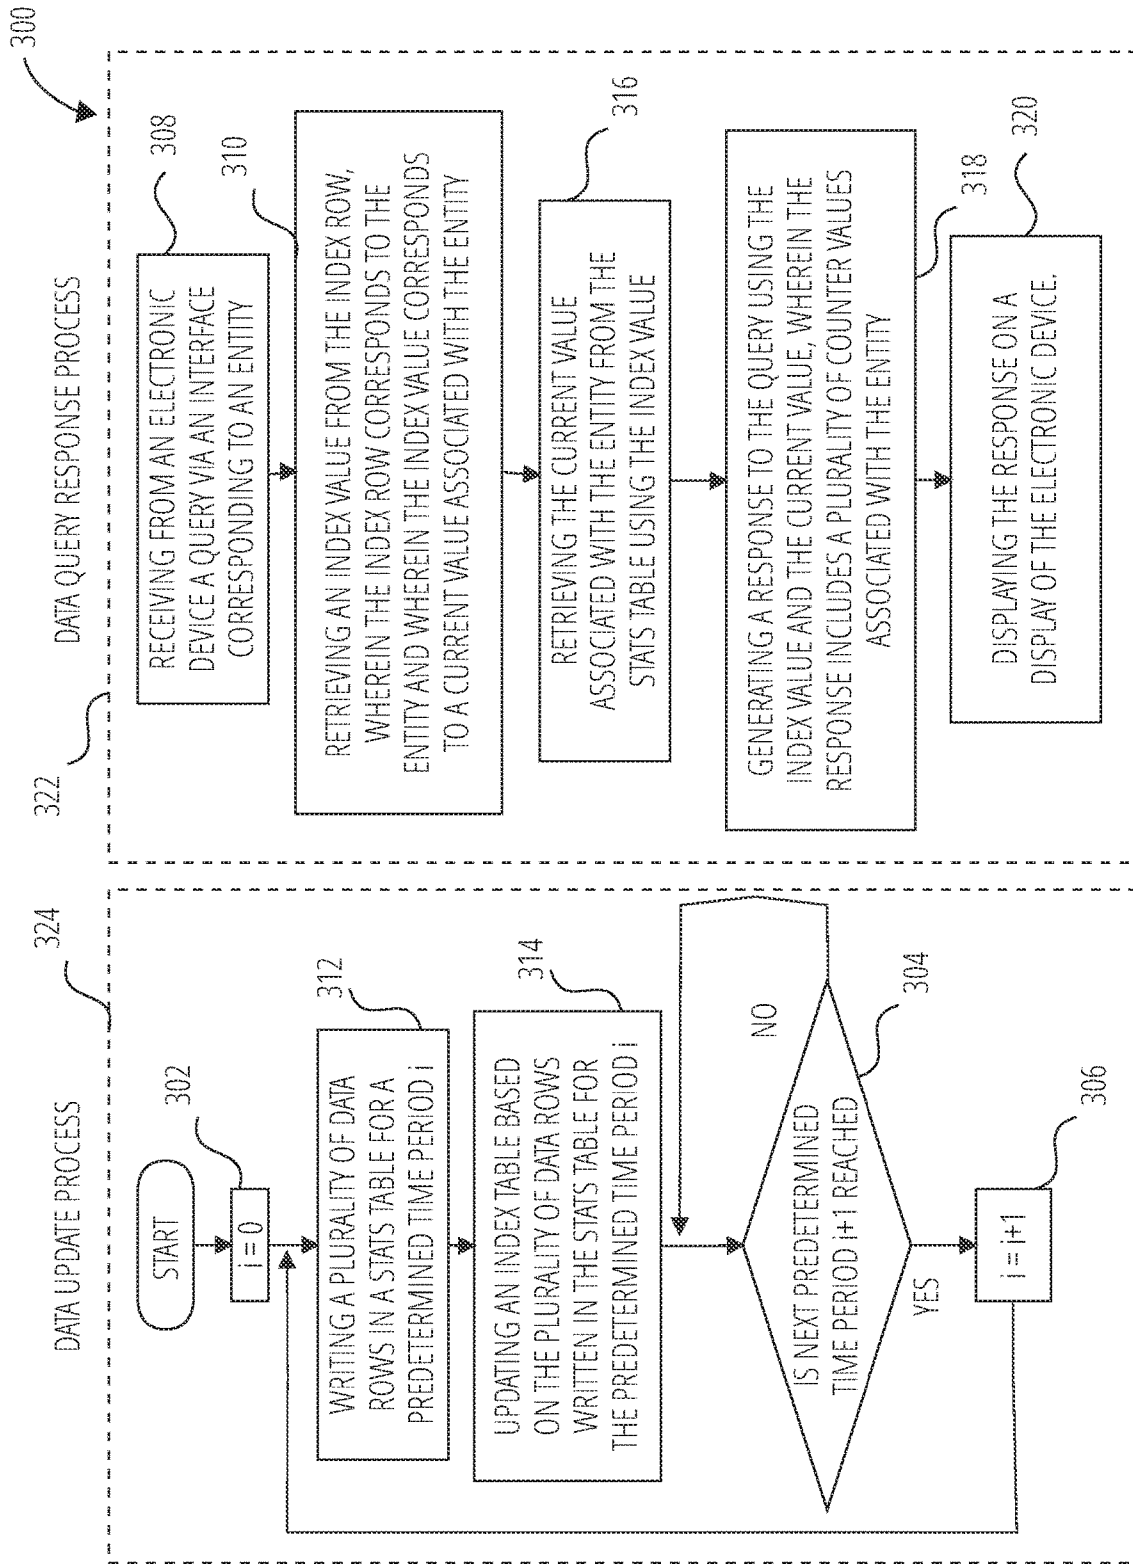 300
DATA UPDATE PROCESS
324
START
302
i = 0
312
WRITING A PLURALITY OF DATA
ROWS IN A STATS TABLE FOR A
PREDETERMINED TIME PERIOD i
314
UPDATING AN INDEX TABLE BASED
ON THE PLURALITY OF DATA ROWS
WRITTEN IN THE STATS TABLE FOR
THE PREDETERMINED TIME PERIOD i
NO
304
IS NEXT PREDETERMINED
TIME PERIOD i+1 REACHED
YES
306
i = i+1
322
DATA QUERY RESPONSE PROCESS
308
RECEIVING FROM AN ELECTRONIC
DEVICE A QUERY VIA AN INTERFACE
CORRESPONDING TO AN ENTITY
310
RETRIEVING AN INDEX VALUE FROM THE INDEX ROW,
WHEREIN THE INDEX ROW CORRESPONDS TO THE
ENTITY AND WHEREIN THE INDEX VALUE CORRESPONDS
TO A CURRENT VALUE ASSOCIATED WITH THE ENTITY
316
RETRIEVING THE CURRENT VALUE
ASSOCIATED WITH THE ENTITY FROM THE
STATS TABLE USING THE INDEX VALUE
GENERATING A RESPONSE TO THE QUERY USING THE
INDEX VALUE AND THE CURRENT VALUE, WHEREIN THE
RESPONSE INCLUDES A PLURALITY OF COUNTER VALUES
ASSOCIATED WITH THE ENTITY
318
320
DISPLAYING THE RESPONSE ON A
DISPLAY OF THE ELECTRONIC DEVICE.